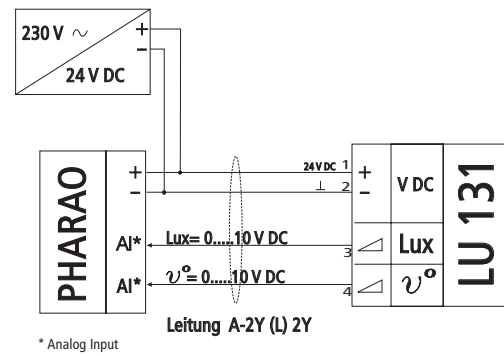 230 V ~
+
−
24 V DC
PHARAO
+
−
AI*
AI*
24 V DC 1
⊥ 2
Lux= 0.....10 V DC
3
υ°= 0.....10 V DC
4
+
−
V DC
Lux
υ°
LU 131
Leitung A-2Y (L) 2Y
* Analog Input